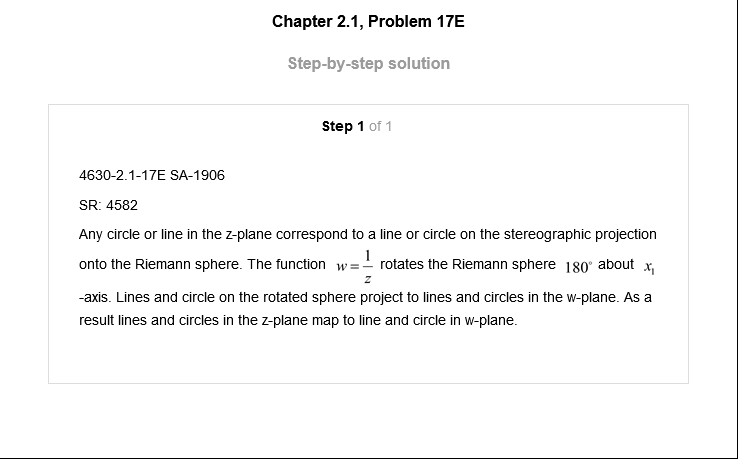 Chapter 2.1, Problem 17E
Step-by-step solution
Step 1 of 1
4630-2.1-17E SA-1906
SR: 4582
Any circle or line in the z-plane correspond to a line or circle on the stereographic projection
onto the Riemann sphere. The function w = 1/z rotates the Riemann sphere 180° about x₁
-axis. Lines and circle on the rotated sphere project to lines and circles in the w-plane. As a
result lines and circles in the z-plane map to line and circle in w-plane.